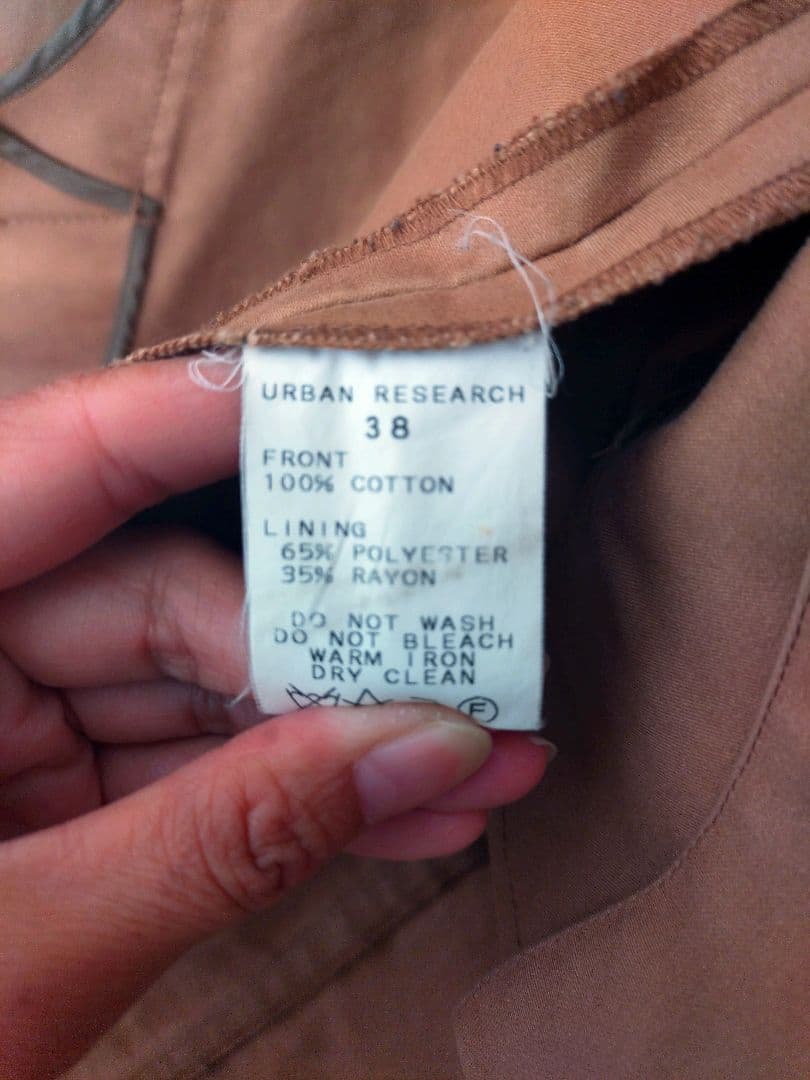 URBAN RESEARCH
38
FRONT
100% COTTON
LINING
65% POLYESTER
35% RAYON
DO NOT WASH
DO NOT BLEACH
WARM IRON
DRY CLEAN
F